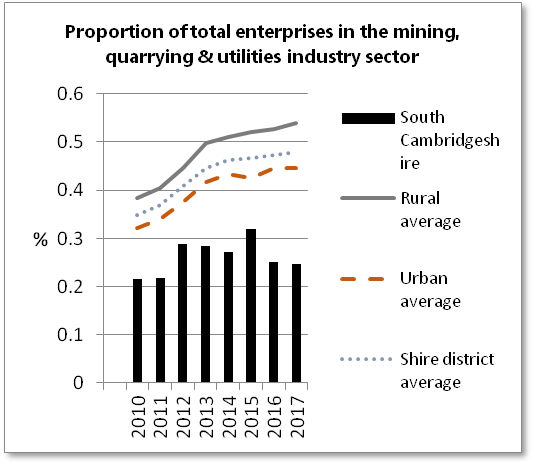 Proportion of total enterprises in the mining,
quarrying & utilities industry sector
0.6
0.5
0.4
0.3
0.2
0.1
0
%
2010
2011
2012
2013
2014
2015
2016
2017
South
Cambridgesh
ire
Rural
average
Urban
average
Shire district
average